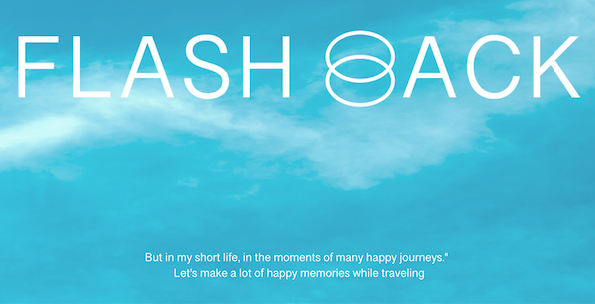 FLASH BACK
But in my short life, in the moments of many happy journeys."
Let's make a lot of happy memories while traveling